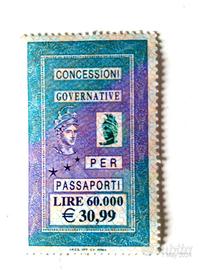 CONCESSIONI
GOVERNATIVE
PER
PASSAPORTI
LIRE 60.000
€ 30,99